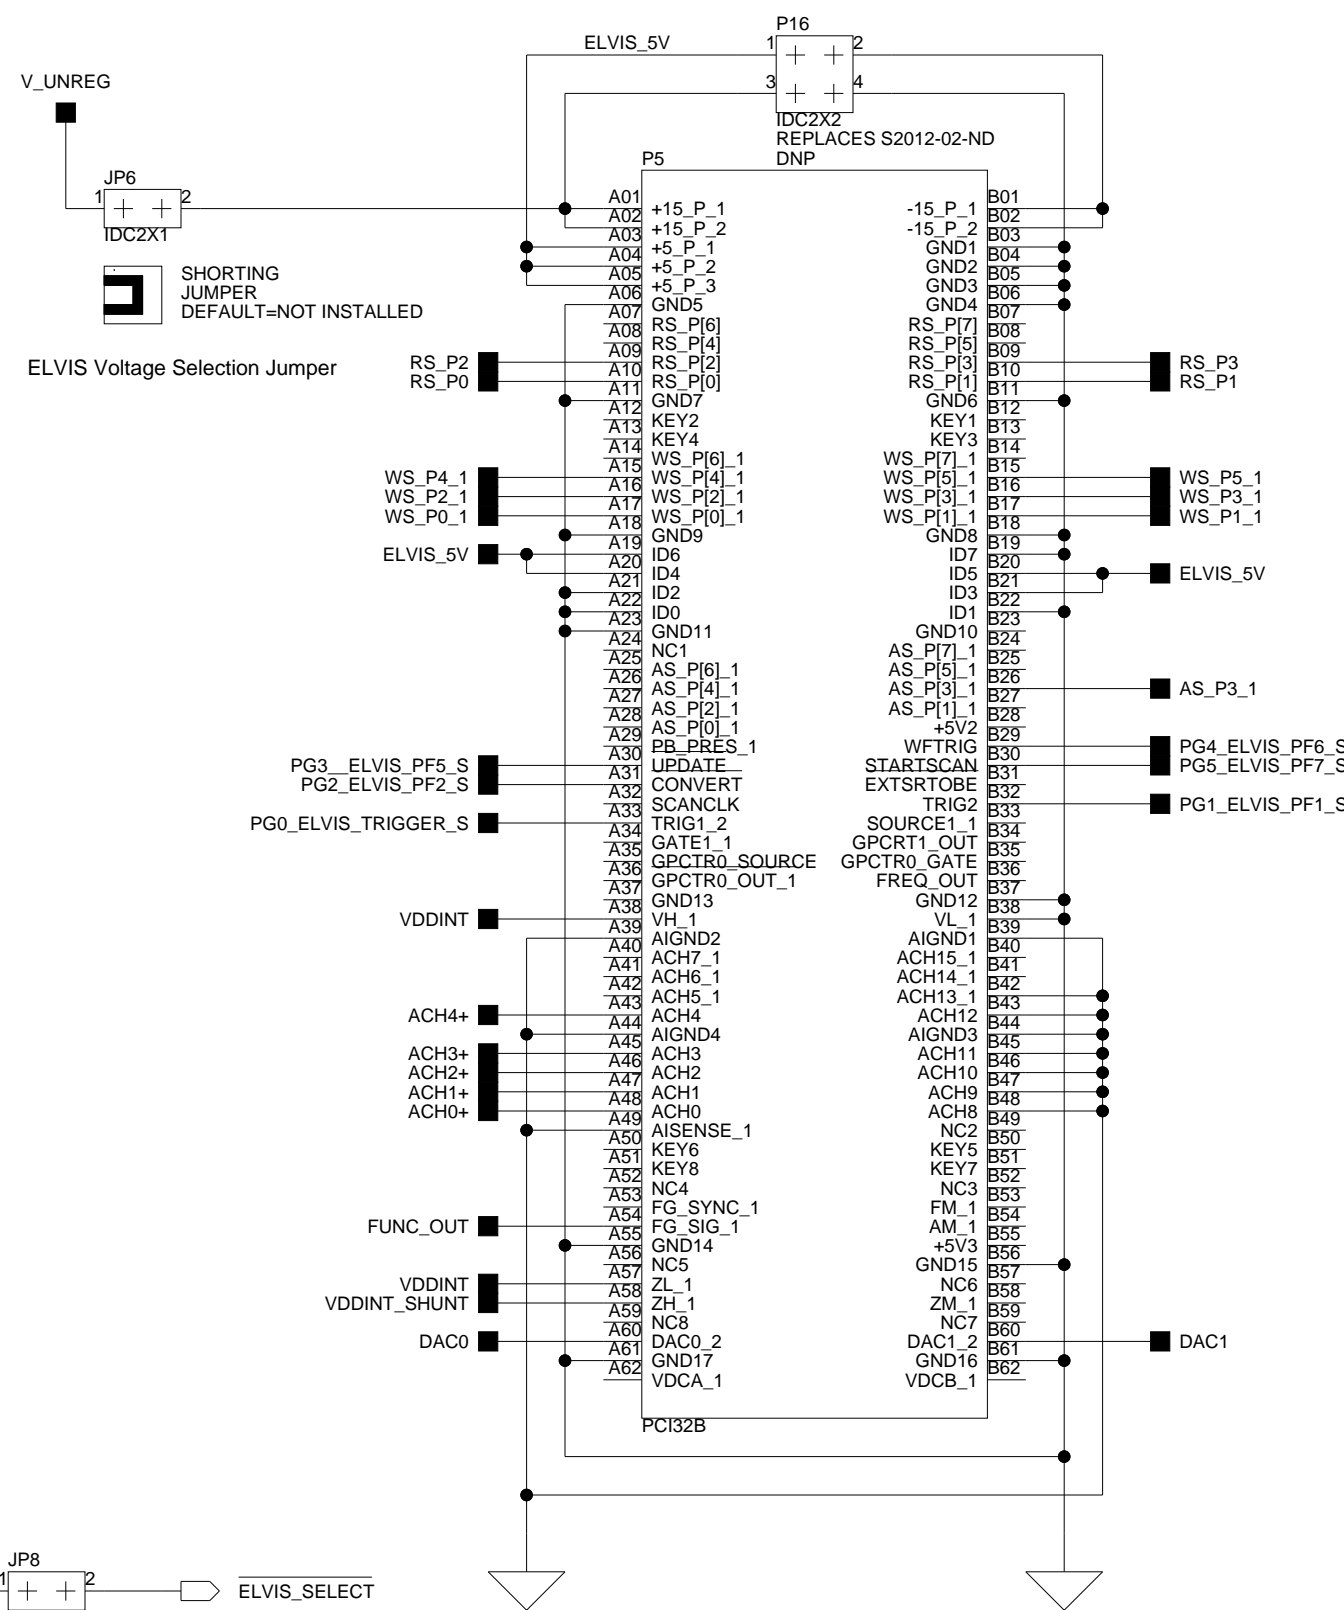 P16
ELVIS_5V 1 2
V_UNREG
3 4
IDC2X2
REPLACES S2012-02-ND
P5 DNP
JP6
1 2
IDC2X1
SHORTING
JUMPER
DEFAULT=NOT INSTALLED
ELVIS Voltage Selection Jumper
A01 +15_P_1 -15_P_1 B01
A02 +15_P_2 -15_P_2 B02
A03 +5_P_1 GND1 B03
A04 +5_P_2 GND2 B04
A05 +5_P_3 GND3 B05
A06 GND5 GND4 B06
A07 RS_P[6] RS_P[7] B07
A08 RS_P[4] RS_P[5] B08
RS_P2 A09 RS_P[2] RS_P[3] B09 RS_P3
RS_P0 A10 RS_P[0] RS_P[1] B10 RS_P1
A11 GND7 GND6 B11
A12 KEY2 KEY1 B12
A13 KEY4 KEY3 B13
A14 WS_P[6]_1 WS_P[7]_1 B14
WS_P4_1 A15 WS_P[4]_1 WS_P[5]_1 B15 WS_P5_1
WS_P2_1 A16 WS_P[2]_1 WS_P[3]_1 B16 WS_P3_1
WS_P0_1 A17 WS_P[0]_1 WS_P[1]_1 B17 WS_P1_1
A18 GND9 GND8 B18
ELVIS_5V A19 ID6 ID7 B19
A20 ID4 ID5 B20 ELVIS_5V
A21 ID2 ID3 B21
A22 ID0 ID1 B22
A23 GND11 GND10 B23
A24 NC1 AS_P[7]_1 B24
A25 AS_P[6]_1 AS_P[5]_1 B25
A26 AS_P[4]_1 AS_P[3]_1 B26 AS_P3_1
A27 AS_P[2]_1 AS_P[1]_1 B27
A28 AS_P[0]_1 +5V2 B28
A29 PB_PRES_1 WFTRIG B29 PG4_ELVIS_PF6_S
PG3__ELVIS_PF5_S A30 UPDATE STARTSCAN B30 PG5_ELVIS_PF7_S
PG2_ELVIS_PF2_S A31 CONVERT EXTSRTOBE B31
A32 SCANCLK TRIG2 B32 PG1_ELVIS_PF1_S
PG0_ELVIS_TRIGGER_S A33 TRIG1_2 SOURCE1_1 B33
A34 GATE1_1 GPCRT1_OUT B34
A35 GPCTR0_SOURCE GPCTR0_GATE B35
A36 GPCTR0_OUT_1 FREQ_OUT B36
A37 GND13 GND12 B37
VDDINT A38 VH_1 VL_1 B38
A39 AIGND2 AIGND1 B39
A40 ACH7_1 ACH15_1 B40
A41 ACH6_1 ACH14_1 B41
A42 ACH5_1 ACH13_1 B42
ACH4+ A43 ACH4 ACH12 B43
A44 AIGND4 AIGND3 B44
ACH3+ A45 ACH3 ACH11 B45
ACH2+ A46 ACH2 ACH10 B46
ACH1+ A47 ACH1 ACH9 B47
ACH0+ A48 ACH0 ACH8 B48
A49 AISENSE_1 NC2 B49
A50 KEY6 KEY5 B50
A51 KEY8 KEY7 B51
A52 NC4 NC3 B52
A53 FG_SYNC_1 FM_1 B53
FUNC_OUT A54 FG_SIG_1 AM_1 B54
A55 GND14 +5V3 B55
A56 NC5 GND15 B56
VDDINT A57 ZL_1 NC6 B57
VDDINT_SHUNT A58 ZH_1 ZM_1 B58
A59 NC8 NC7 B59
DAC0 A60 DAC0_2 DAC1_2 B60 DAC1
A61 GND17 GND16 B61
A62 VDCA_1 VDCB_1 B62
PCI32B
JP8
1 2 ELVIS_SELECT